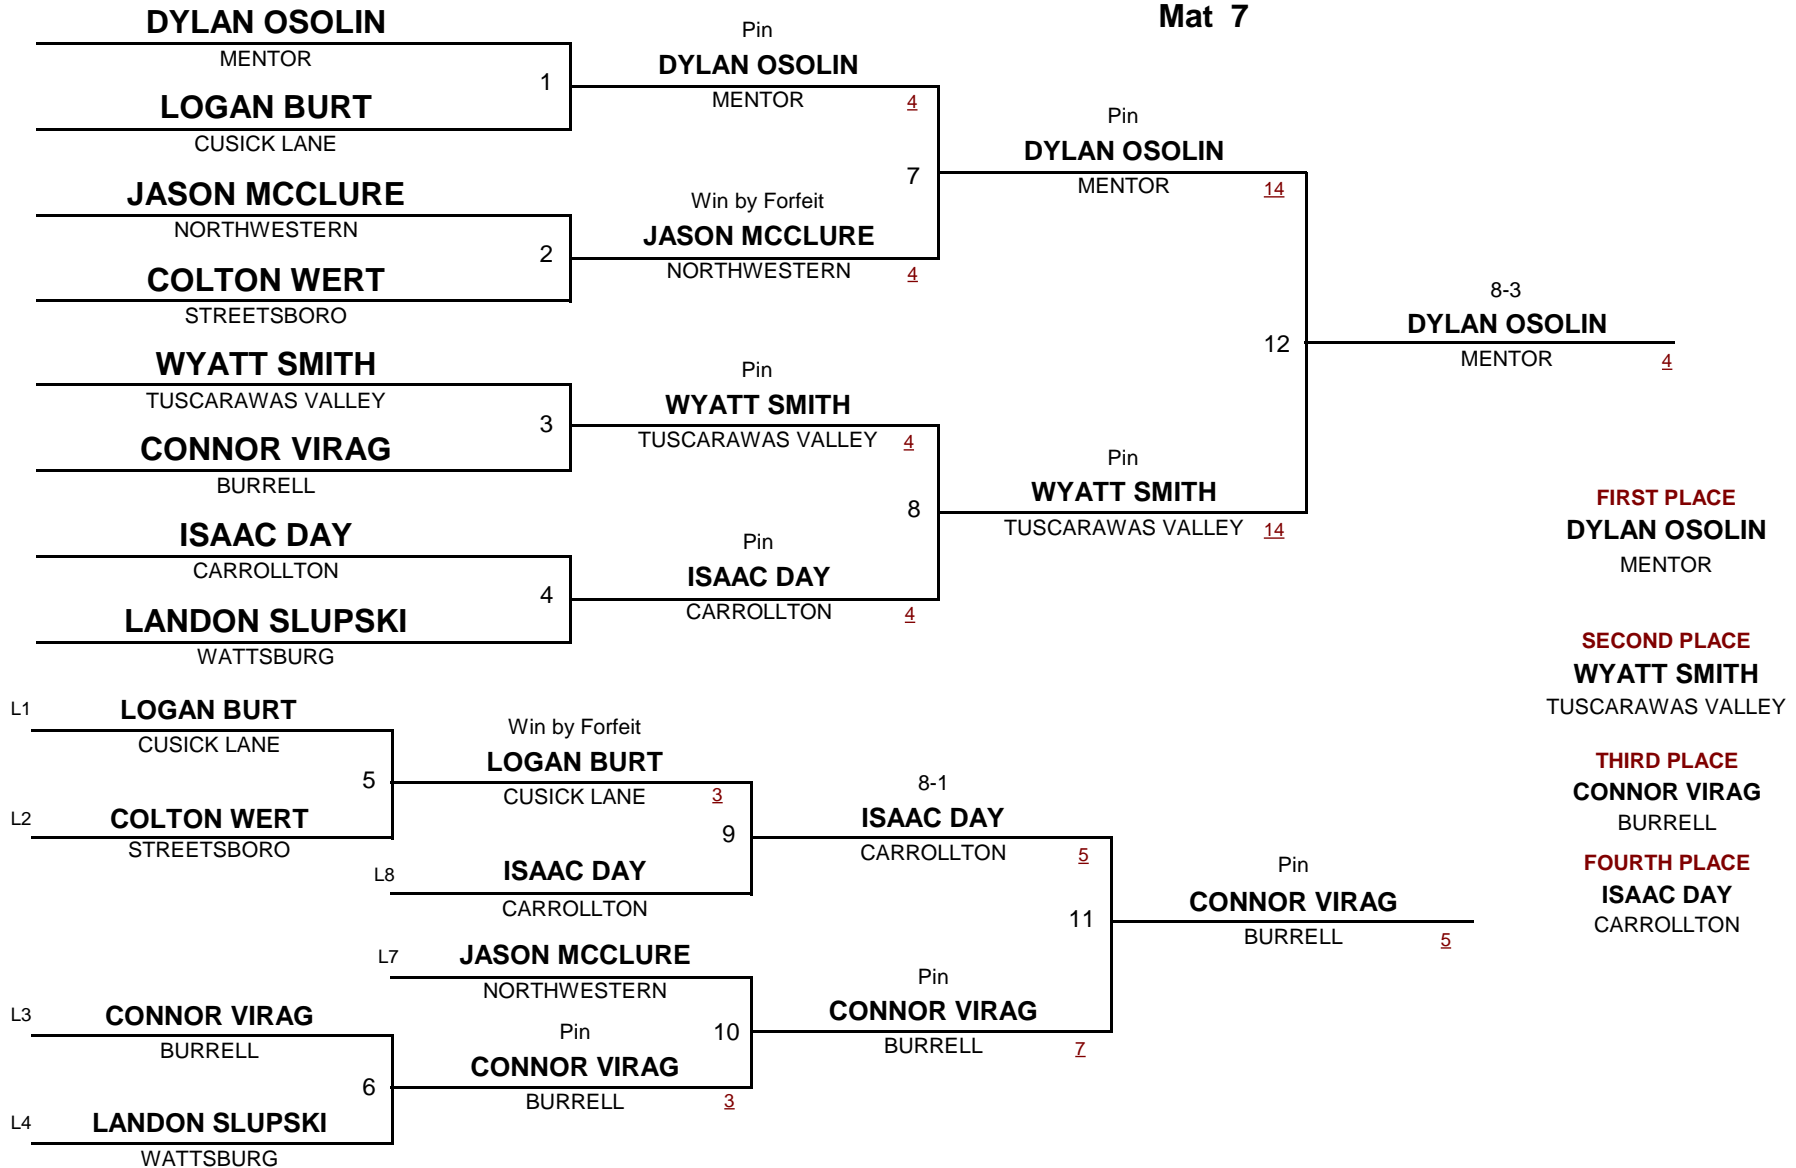 Mat 7
DYLAN OSOLIN
MENTOR
1
LOGAN BURT
CUSICK LANE
JASON MCCLURE
NORTHWESTERN
2
COLTON WERT
STREETSBORO
WYATT SMITH
TUSCARAWAS VALLEY
3
CONNOR VIRAG
BURRELL
ISAAC DAY
CARROLLTON
4
LANDON SLUPSKI
WATTSBURG
Pin
DYLAN OSOLIN
MENTOR 4
7
Win by Forfeit
JASON MCCLURE
NORTHWESTERN 4
Pin
WYATT SMITH
TUSCARAWAS VALLEY 4
8
Pin
ISAAC DAY
CARROLLTON 4
Pin
DYLAN OSOLIN
MENTOR 14
12
Pin
WYATT SMITH
TUSCARAWAS VALLEY 14
8-3
DYLAN OSOLIN
MENTOR 4
FIRST PLACE
DYLAN OSOLIN
MENTOR
SECOND PLACE
WYATT SMITH
TUSCARAWAS VALLEY
THIRD PLACE
CONNOR VIRAG
BURRELL
FOURTH PLACE
ISAAC DAY
CARROLLTON
L1 LOGAN BURT
CUSICK LANE
5
L2 COLTON WERT
STREETSBORO
L3 CONNOR VIRAG
BURRELL
6
L4 LANDON SLUPSKI
WATTSBURG
Win by Forfeit
LOGAN BURT
CUSICK LANE 3
9
L8 ISAAC DAY
CARROLLTON
L7 JASON MCCLURE
NORTHWESTERN
10
Pin
CONNOR VIRAG
BURRELL 3
8-1
ISAAC DAY
CARROLLTON 5
11
Pin
CONNOR VIRAG
BURRELL 7
Pin
CONNOR VIRAG
BURRELL 5